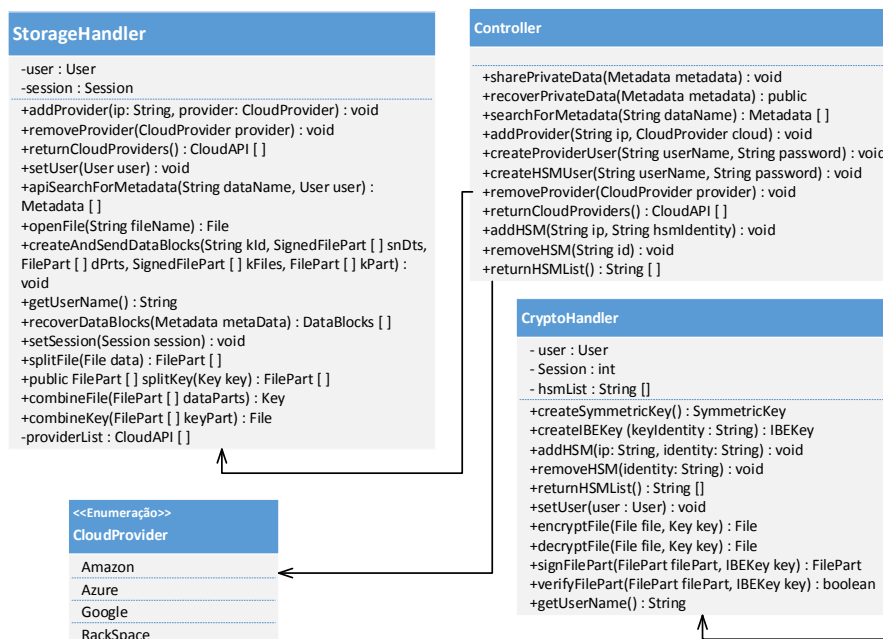 StorageHandler
-user : User
-session : Session
+addProvider(ip: String, provider: CloudProvider) : void
+removeProvider(CloudProvider provider) : void
+returnCloudProviders() : CloudAPI [ ]
+setUser(User user) : void
+apiSearchForMetadata(String dataName, User user) :
Metadata [ ]
+openFile(String fileName) : File
+createAndSendDataBlocks(String kId, SignedFilePart [ ] snDts,
FilePart [ ] dPrts, SignedFilePart [ ] kFiles, FilePart [ ] kPart) :
void
+getUserName() : String
+recoverDataBlocks(Metadata metaData) : DataBlocks [ ]
+setSession(Session session) : void
+splitFile(File data) : FilePart [ ]
+public FilePart [ ] splitKey(Key key) : FilePart [ ]
+combineFile(FilePart [ ] dataParts) : Key
+combineKey(FilePart [ ] keyPart) : File
-providerList : CloudAPI [ ]
Controller
+sharePrivateData(Metadata metadata) : void
+recoverPrivateData(Metadata metadata) : public
+searchForMetadata(String dataName) : Metadata [ ]
+addProvider(String ip, CloudProvider cloud) : void
+createProviderUser(String userName, String password) : void
+createHSMUser(String userName, String password) : void
+removeProvider(CloudProvider provider) : void
+returnCloudProviders() : CloudAPI [ ]
+addHSM(String ip, String hsmIdentity) : void
+removeHSM(String id) : void
+returnHSMList() : String [ ]
CryptoHandler
- user : User
- Session : int
- hsmList : String []
+createSymmetricKey() : SymmetricKey
+createIBEKey (keyIdentity : String) : IBEKey
+addHSM(ip: String, identity: String) : void
+removeHSM(identity: String) : void
+returnHSMList() : String []
+setUser(user : User) : void
+encryptFile(File file, Key key) : File
+decryptFile(File file, Key key) : File
+signFilePart(FilePart filePart, IBEKey key) : FilePart
+verifyFilePart(FilePart filePart, IBEKey key) : boolean
+getUserName() : String
<<Enumeração>>
CloudProvider
Amazon
Azure
Google
RackSpace